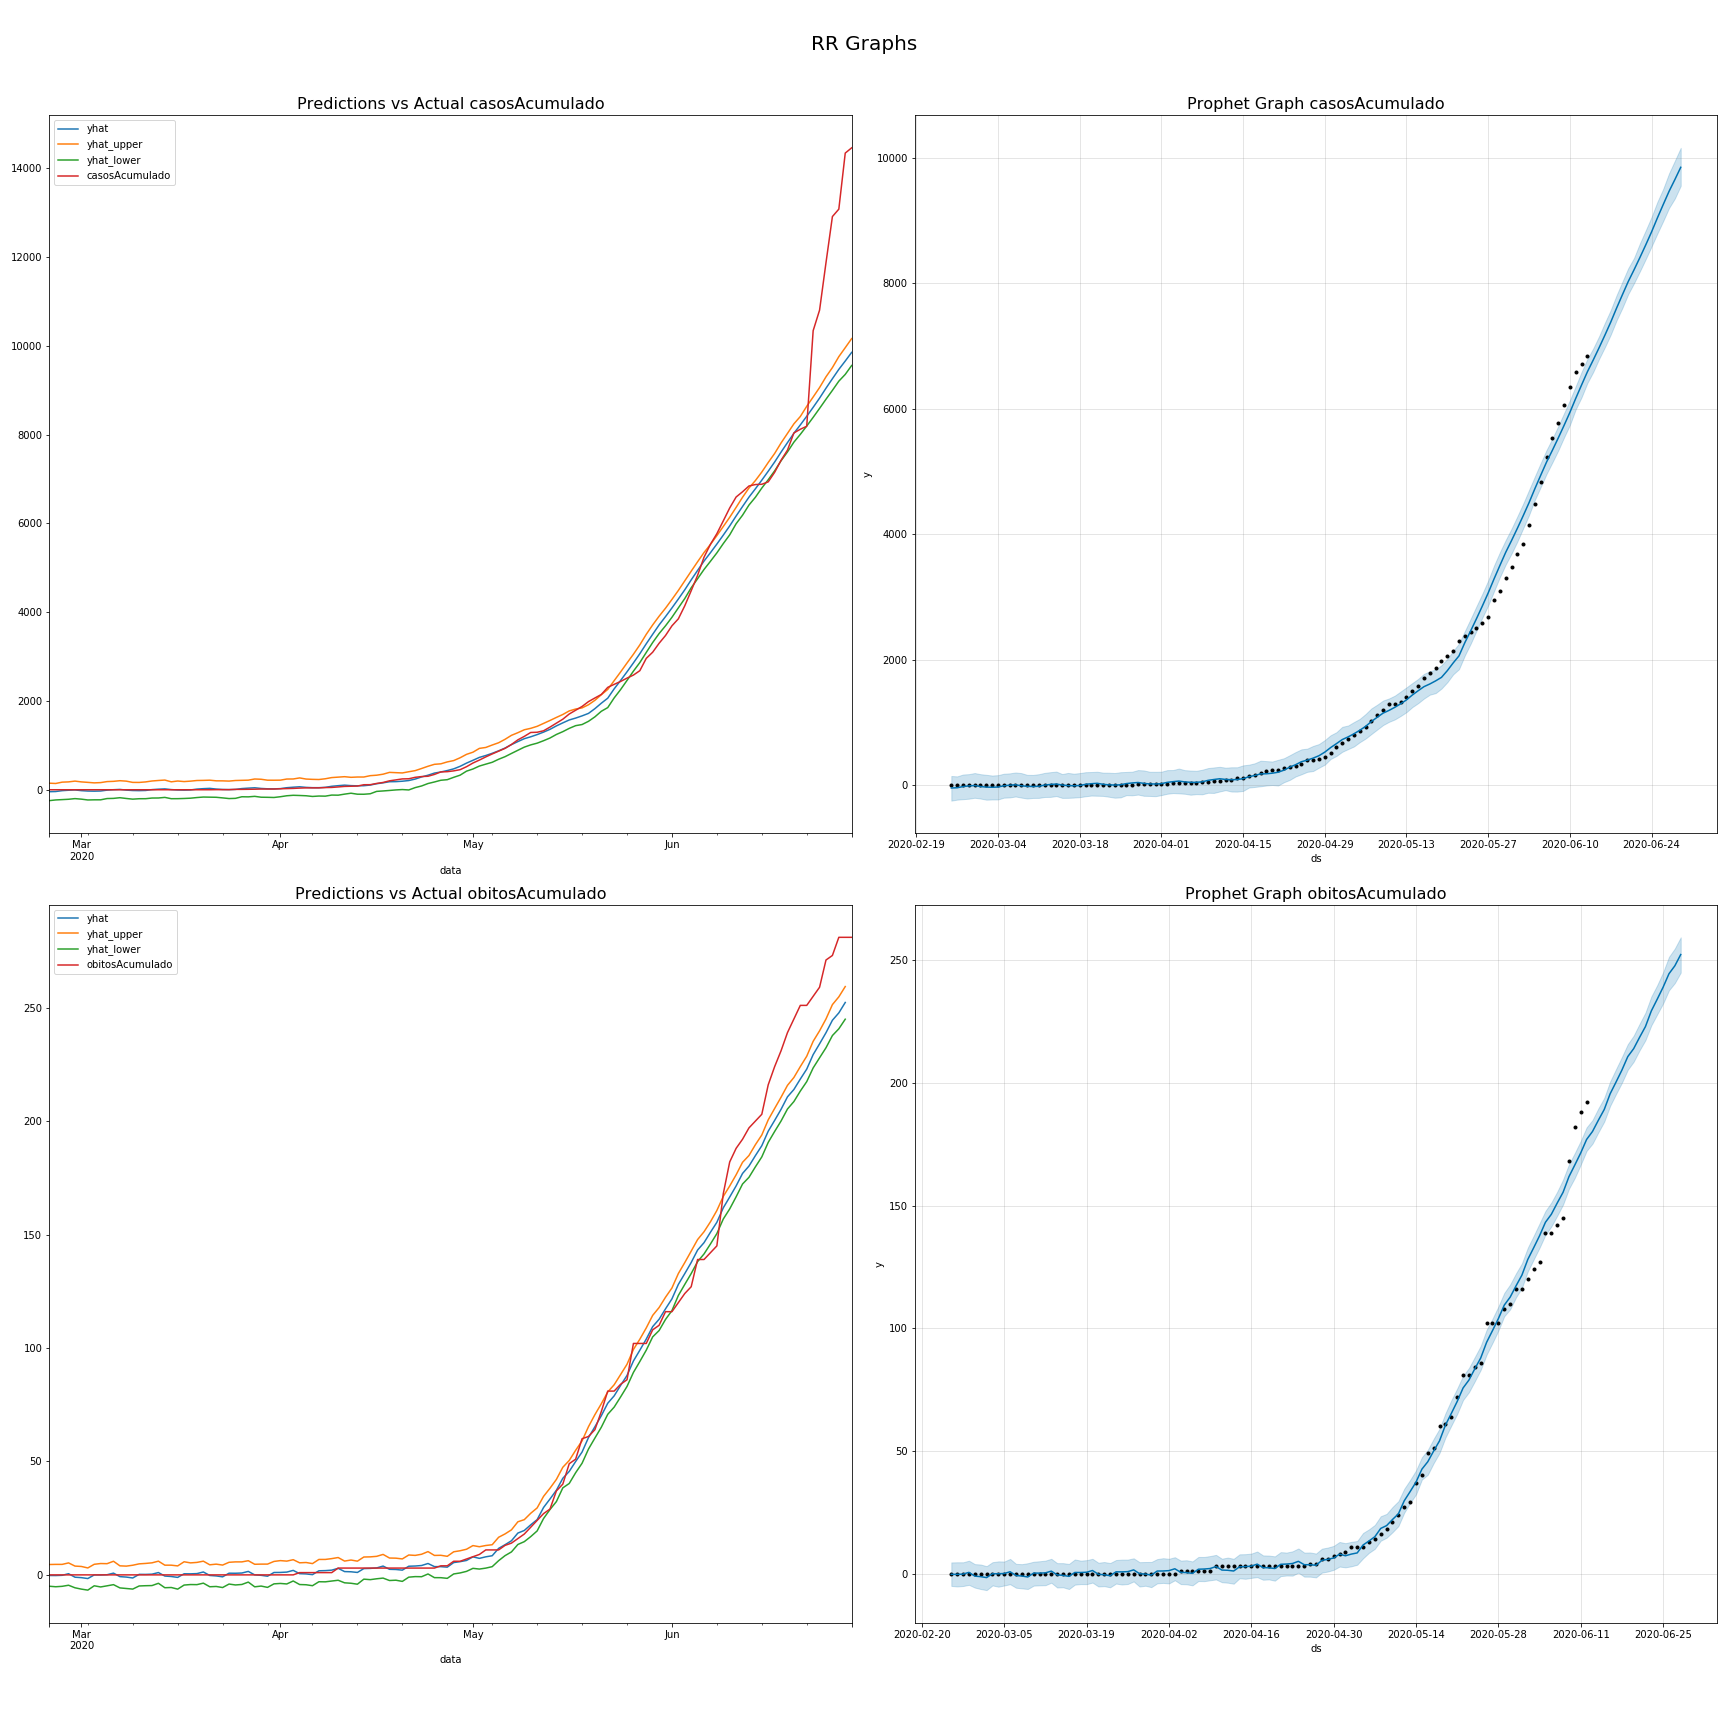 RR Graphs
Predictions vs Actual casosAcumulado
yhat
yhat_upper
yhat_lower
casosAcumulado
14000
12000
10000
8000
6000
4000
2000
0
Mar
2020
Apr
May
Jun
data
Prophet Graph casosAcumulado
10000
8000
6000
4000
2000
0
y
2020-02-19
2020-03-04
2020-03-18
2020-04-01
2020-04-15
2020-04-29
2020-05-13
2020-05-27
2020-06-10
2020-06-24
ds
Predictions vs Actual obitosAcumulado
yhat
yhat_upper
yhat_lower
obitosAcumulado
250
200
150
100
50
0
Mar
2020
Apr
May
Jun
data
Prophet Graph obitosAcumulado
250
200
150
100
50
0
y
2020-02-20
2020-03-05
2020-03-19
2020-04-02
2020-04-16
2020-04-30
2020-05-14
2020-05-28
2020-06-11
2020-06-25
ds